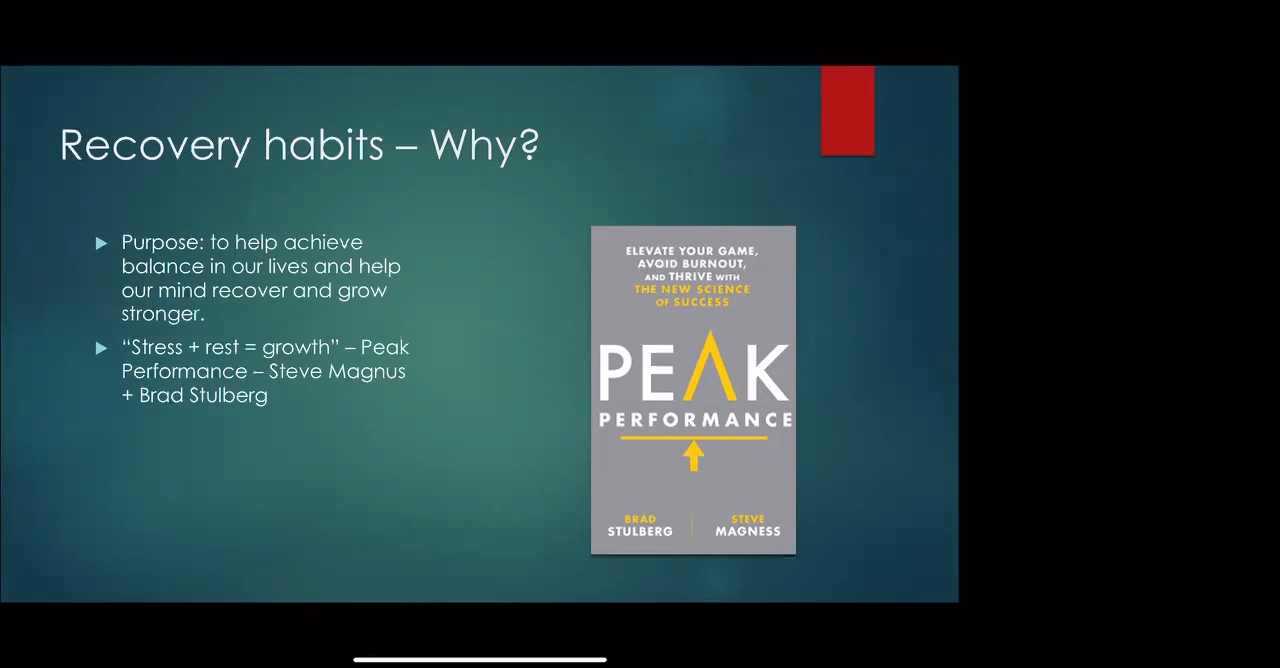 Recovery habits – Why?
Purpose: to help achieve
balance in our lives and help
our mind recover and grow
stronger.
“Stress + rest = growth” – Peak
Performance – Steve Magnus
+ Brad Stulberg
ELEVATE YOUR GAME,
AVOID BURNOUT,
AND THRIVE WITH
THE NEW SCIENCE
OF SUCCESS
PEAK
PERFORMANCE
BRAD
STULBERG
STEVE
MAGNESS